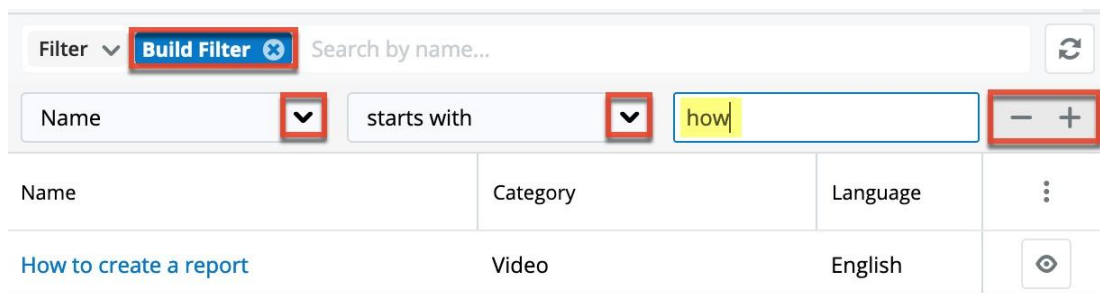 Filter Build Filter Search by name...
Name starts with how
Name Category Language
How to create a report Video English